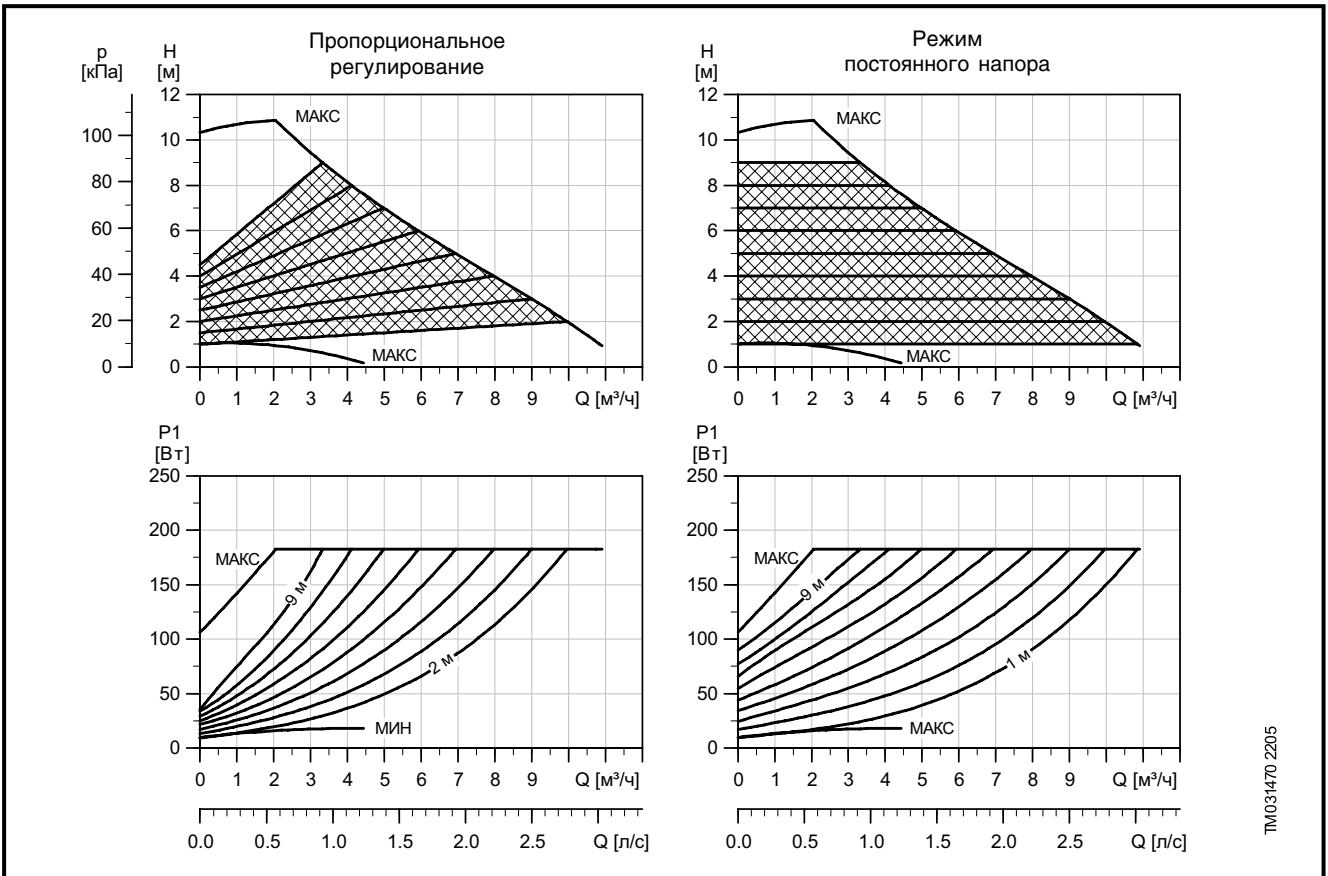 Пропорциональное
регулирование
p
[кПа]
H
[м]
12
10
8
6
4
2
0
100
80
60
40
20
0
МАКС
МАКС
0 1 2 3 4 5 6 7 8 9 Q [м³/ч]
Режим
постоянного напора
H
[м]
12
10
8
6
4
2
0
МАКС
МАКС
0 1 2 3 4 5 6 7 8 9 Q [м³/ч]
P1
[Вт]
250
200
150
100
50
0
МАКС
9 м
2 м
МИН
0 1 2 3 4 5 6 7 8 9 Q [м³/ч]
0.0 0.5 1.0 1.5 2.0 2.5 Q [л/с]
P1
[Вт]
250
200
150
100
50
0
МАКС
9 м
1 м
МАКС
0 1 2 3 4 5 6 7 8 9 Q [м³/ч]
0.0 0.5 1.0 1.5 2.0 2.5 Q [л/с]
TM031470 2205